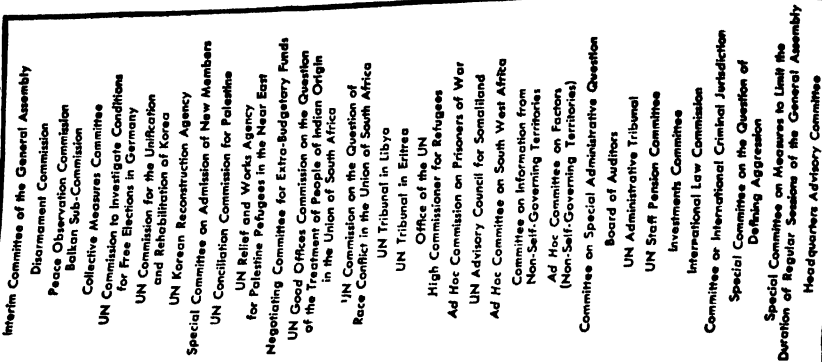 Interim Committee of the General Assembly
Disarmament Commission
Peace Observation Commission
Balkan Sub-Commission
Collective Measures Committee
UN Commission to Investigate Conditions
for Free Elections in Germany
UN Commission for the Unification
and Rehabilitation of Korea
UN Korean Reconstruction Agency
Special Committee on Admission of New Members
UN Conciliation Commission for Palestine
UN Relief and Works Agency
for Palestine Pefugees in the Near East
Negotiating Committee for Extra-Budgetary Funds
UN Good Offices Commission on the Question
of the Treatment of People of Indian Origin
in the Union of South Africa
UN Commission on the Question of
Race Conflict in the Union of South Africa
UN Tribunal in Libya
UN Tribunal in Eritrea
Office of the UN
High Commissioner for Refugees
Ad Hoc Commission on Prisoners of War
UN Advisory Council for Somaliland
Ad Hoc Committee on South West Africa
Committee on Information from
Non-Self-Governing Territories
Ad Hoc Committee on Factors
(Non-Self-Governing Territories)
Committee on Special Administrative Question
Board of Auditors
UN Administrative Tribunal
UN Staff Pension Committee
Investments Committee
International Law Commission
Committee or International Criminal Jurisdiction
Special Committee on the Question of
Defining Aggression
Special Committee on Measures to Limit the
Duration of Regular Sessions of the General Assembly
Headquarters Advisory Committee